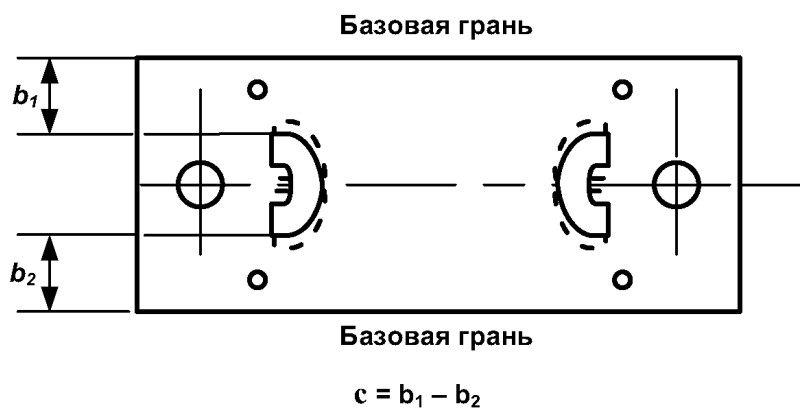 Базовая грань
b₁
b₂
Базовая грань
c = b₁ – b₂